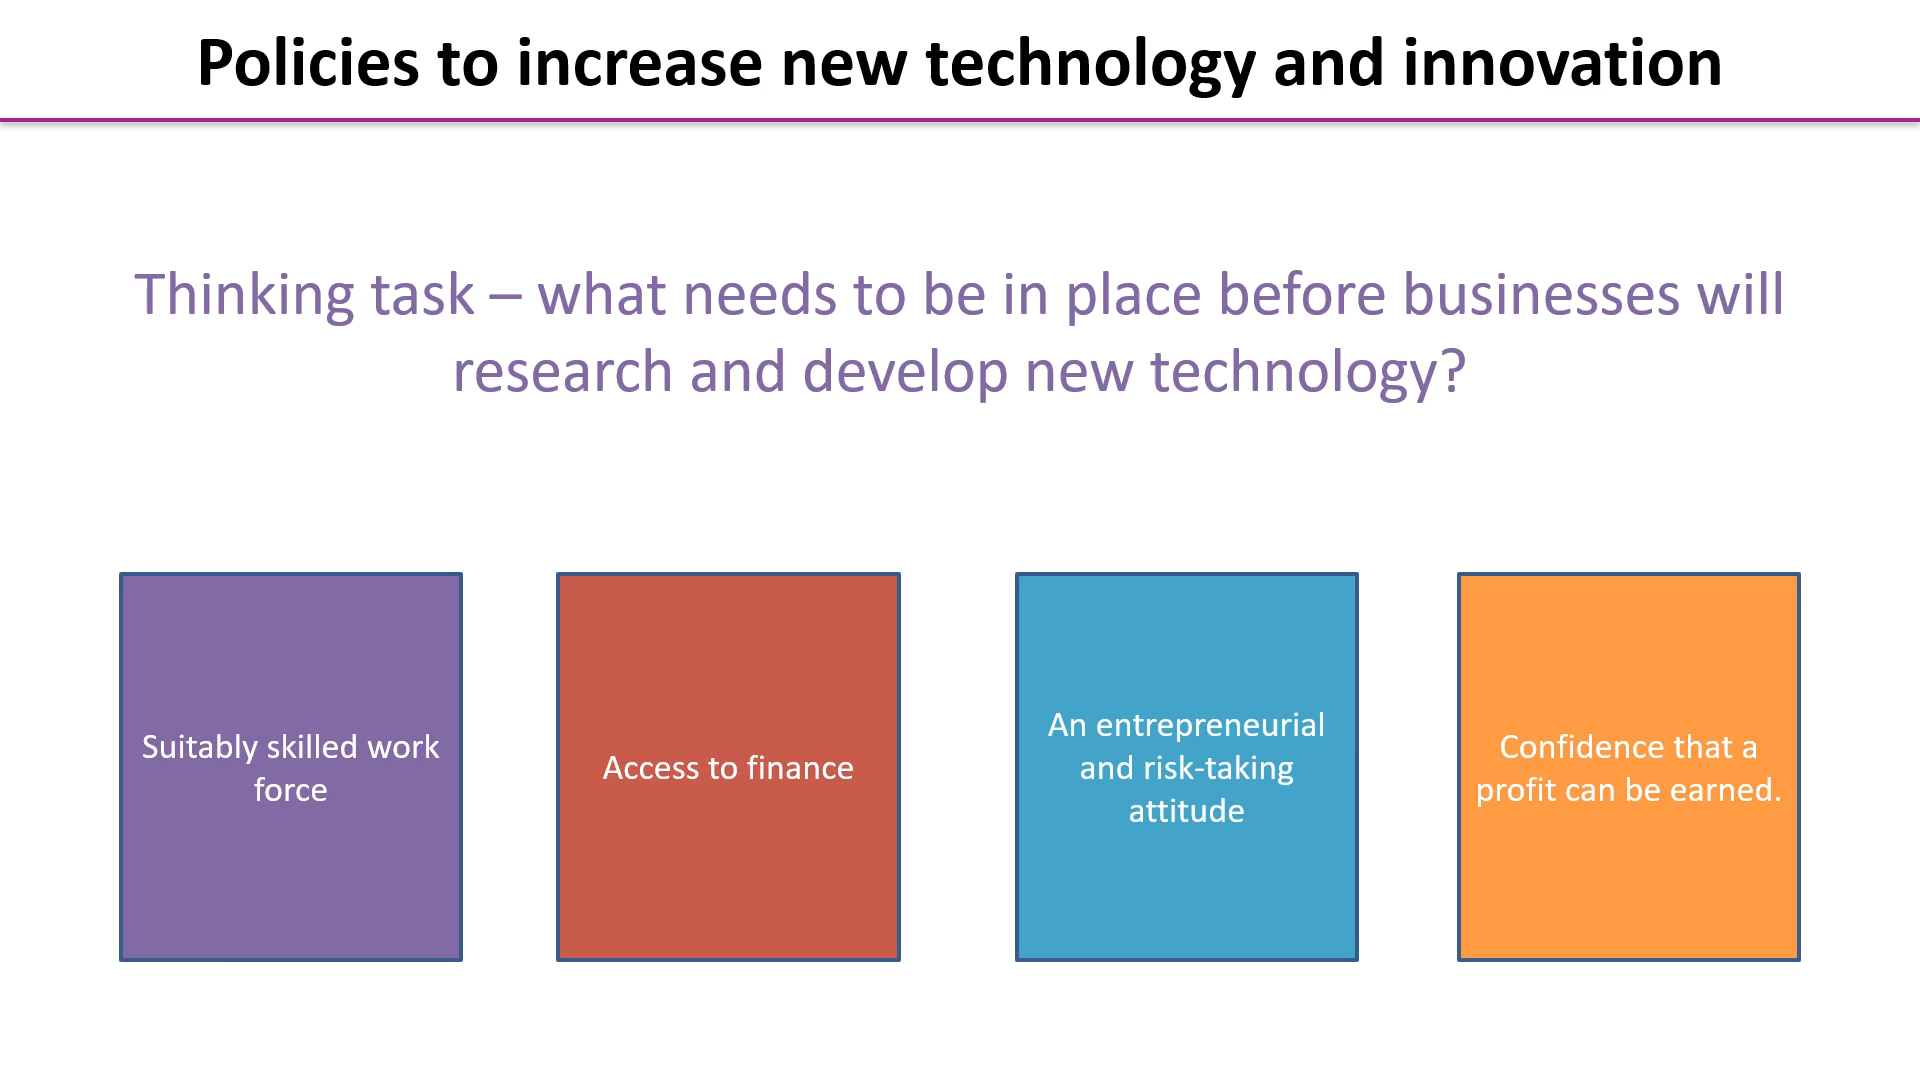 Policies to increase new technology and innovation
Thinking task – what needs to be in place before businesses will
research and develop new technology?
Suitably skilled work
force
Access to finance
An entrepreneurial
and risk-taking
attitude
Confidence that a
profit can be earned.